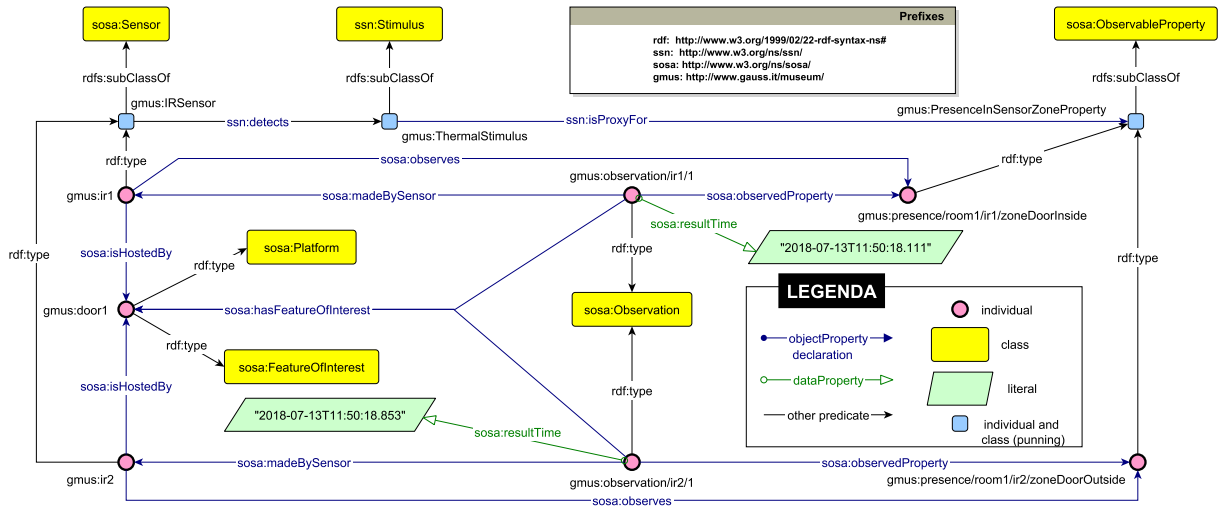 sosa:Sensor
ssn:Stimulus
Prefixes
sosa:ObservableProperty
rdf: http://www.w3.org/1999/02/22-rdf-syntax-ns#
ssn: http://www.w3.org/ns/ssn/
sosa: http://www.w3.org/ns/sosa/
gmus: http://www.gauss.it/museum/
rdfs:subClassOf
rdfs:subClassOf
rdfs:subClassOf
gmus:IRSensor
gmus:PresenceInSensorZoneProperty
ssn:detects
ssn:isProxyFor
gmus:ThermalStimulus
rdf:type
sosa:observes
rdf:type
gmus:observation/ir1/1
gmus:ir1
sosa:madeBySensor
sosa:observedProperty
gmus:presence/room1/ir1/zoneDoorInside
sosa:resultTime
rdf:type
sosa:isHostedBy
sosa:Platform
rdf:type
"2018-07-13T11:50:18.111"
rdf:type
rdf:type
LEGENDA
gmus:door1
sosa:hasFeatureOfInterest
sosa:Observation
individual
objectProperty
declaration
class
rdf:type
sosa:FeatureOfInterest
dataProperty
literal
sosa:isHostedBy
rdf:type
"2018-07-13T11:50:18.853"
other predicate
individual and
class (punning)
sosa:resultTime
sosa:madeBySensor
sosa:observedProperty
gmus:ir2
gmus:observation/ir2/1
gmus:presence/room1/ir2/zoneDoorOutside
sosa:observes